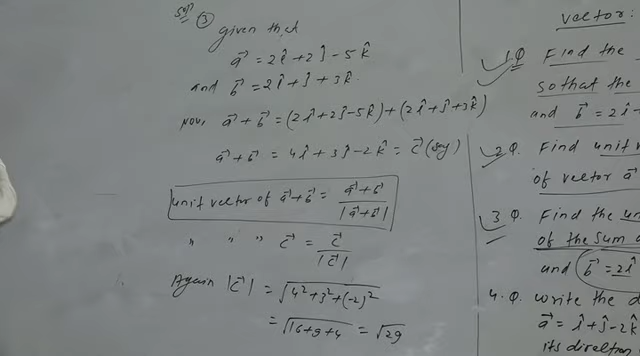 Solⁿ ③
given that
a⃗ = 2î + 2ĵ - 5k̂
and b⃗ = 2î + ĵ + 3k̂
now, a⃗ + b⃗ = (2î + 2ĵ - 5k̂) + (2î + ĵ + 3k̂)
a⃗ + b⃗ = 4î + 3ĵ - 2k̂ = c⃗ (say)
unit vector of a⃗ + b⃗ = (a⃗ + b⃗) / |a⃗ + b⃗|
" " " c⃗ = c⃗ / |c⃗|
Again |c⃗| = √(4² + 3² + (-2)²)
= √(16 + 9 + 4) = √29
vector:
1.Q Find the
so that the
and b⃗ = 2î +
2 Q. Find unit v
of vector a⃗
3 Q. Find the un
of the sum o
and b⃗ = 2î
4. Q. write the d
a⃗ = î + ĵ - 2k̂
its direction